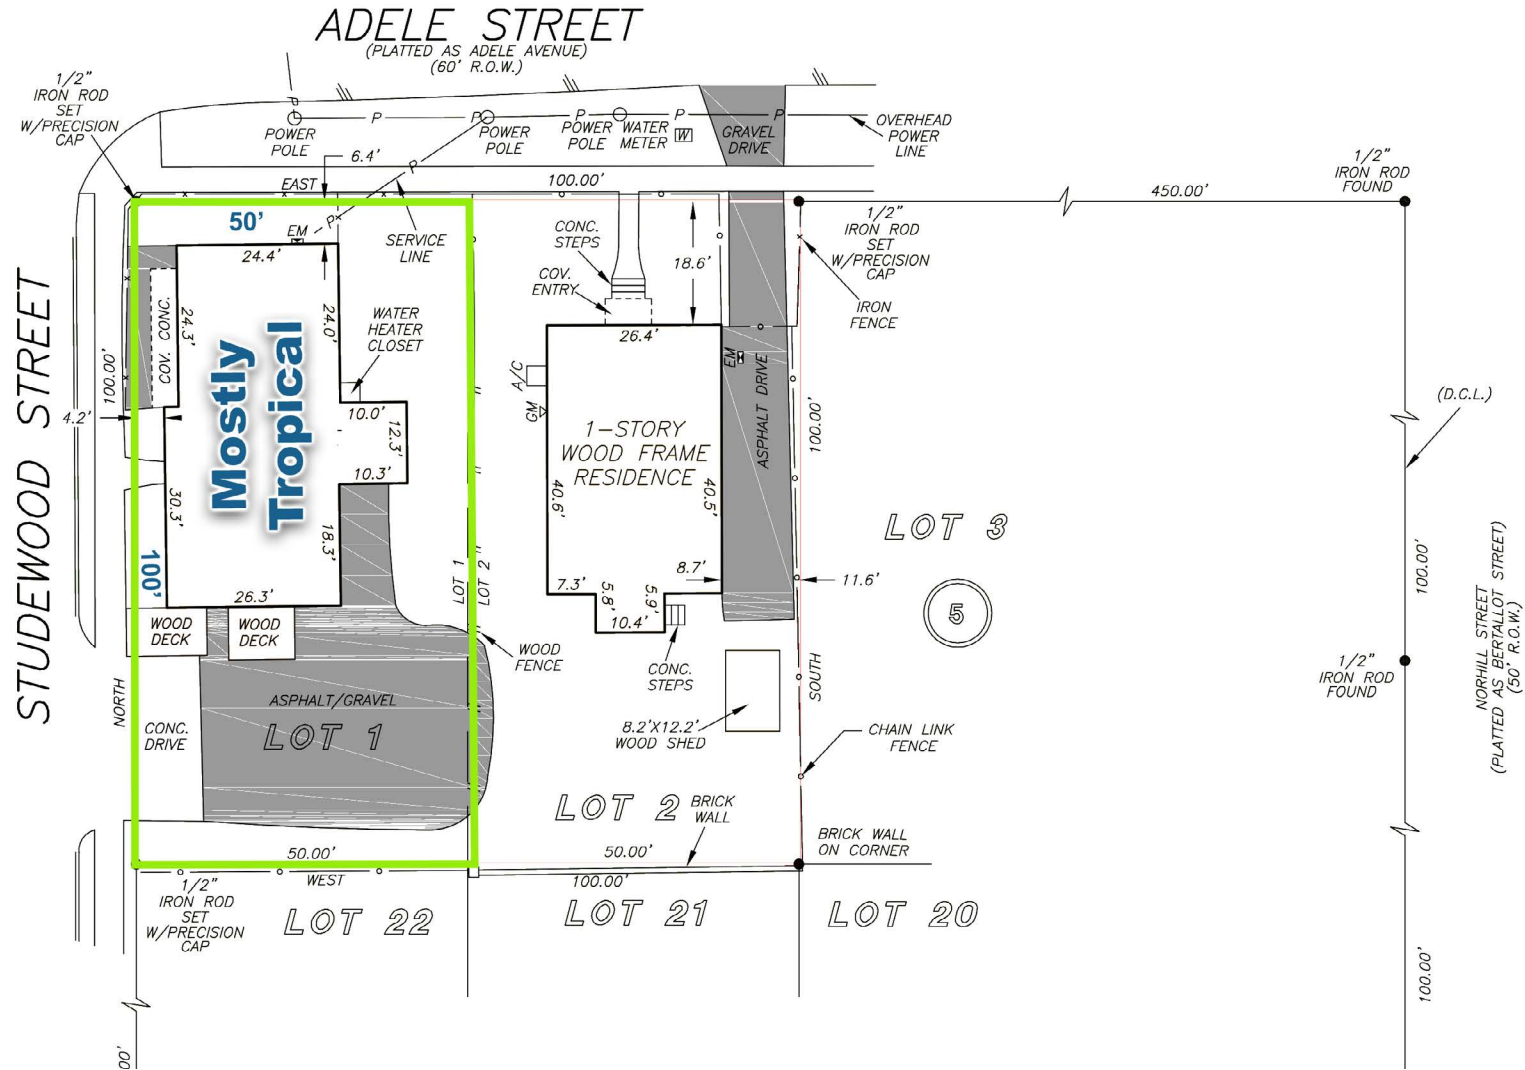 ADELE STREET
(PLATTED AS ADELE AVENUE)
(60' R.O.W.)
1/2"
IRON ROD
SET
W/PRECISION
CAP
P
P
P
P
P
P
P
P
POWER
POLE
POWER
POLE
POWER
POLE
WATER
METER
W
GRAVEL
DRIVE
OVERHEAD
POWER
LINE
6.4'
EAST
100.00'
1/2"
IRON ROD
FOUND
450.00'
50'
EM
24.4'
SERVICE
LINE
CONC.
STEPS
COV.
ENTRY
18.6'
1/2"
IRON ROD
SET
W/PRECISION
CAP
IRON
FENCE
STUDEWOOD STREET
100.00'
4.2'
COV. CONC.
24.3'
24.0'
Mostly
Tropical
WATER
HEATER
CLOSET
10.0'
12.3'
10.3'
30.3'
18.3'
100'
26.3'
WOOD
DECK
WOOD
DECK
LOT 1
LOT 2
WOOD
FENCE
A/C
GM
26.4'
EM
ASPHALT DRIVE
1-STORY
WOOD FRAME
RESIDENCE
40.6'
40.5'
8.7'
7.3'
5.8'
5.9'
10.4'
CONC.
STEPS
8.2'X12.2'
WOOD SHED
100.00'
11.6'
SOUTH
LOT 3
5
(D.C.L.)
100.00'
1/2"
IRON ROD
FOUND
NORHILL STREET
(PLATTED AS BERTALLOT STREET)
(50' R.O.W.)
NORTH
CONC.
DRIVE
ASPHALT/GRAVEL
LOT 1
CHAIN LINK
FENCE
LOT 2
BRICK
WALL
BRICK WALL
ON CORNER
50.00'
50.00'
WEST
100.00'
1/2"
IRON ROD
SET
W/PRECISION
CAP
LOT 22
LOT 21
LOT 20
100.00'
00'